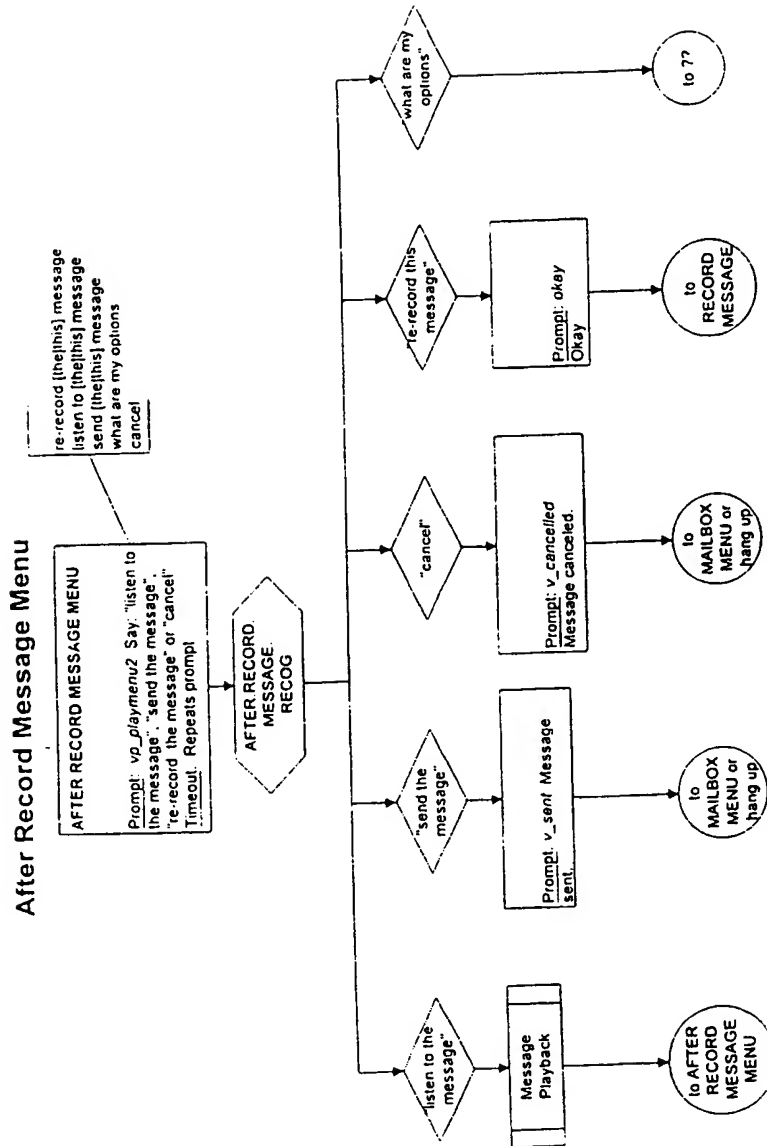 After Record Message Menu
AFTER RECORD MESSAGE MENU
Prompt: vp_playmenu2 Say: "listen to
the message", "send the message",
"re-record the message" or "cancel"
Timeout. Repeats prompt
re-record [the|this] message
listen to [the|this] message
send [the|this] message
what are my options
cancel
AFTER.RECORD.
MESSAGE.
RECOG
"listen to the
message"
Message
Playback
to AFTER
RECORD
MESSAGE
MENU
"send the
message"
Prompt. v_sent Message
sent.
to
MAILBOX
MENU or
hang up
"cancel"
Prompt: v_cancelled
Message canceled.
to
MAILBOX
MENU or
hang up
"re-record this
message"
Prompt: okay
Okay
to
RECORD
MESSAGE
what are my
options"
to ??